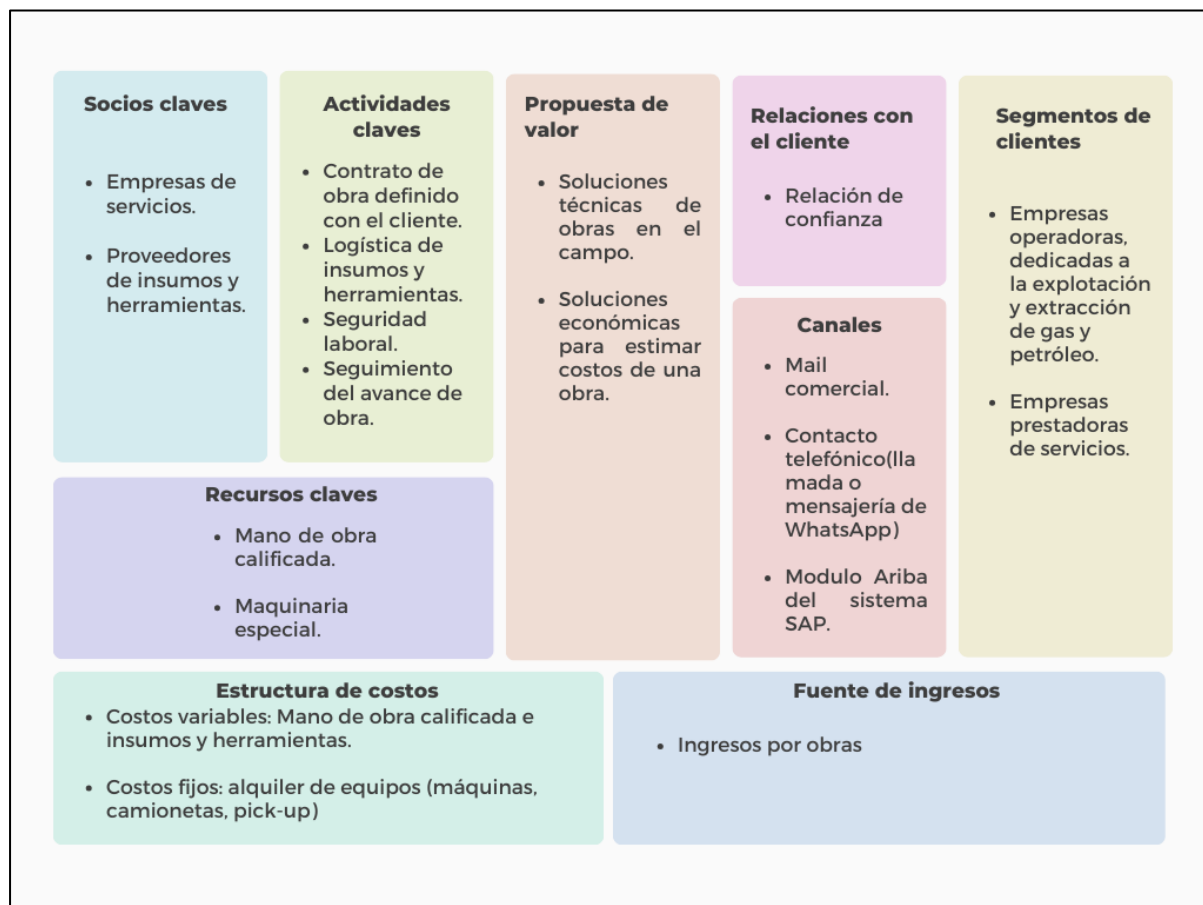 Socios claves
• Empresas de
servicios.
• Proveedores
de insumos y
herramientas.
Actividades
claves
• Contrato de
obra definido
con el cliente.
• Logística de
insumos y
herramientas.
• Seguridad
laboral.
• Seguimiento
del avance de
obra.
Propuesta de
valor
• Soluciones
técnicas de
obras en el
campo.
• Soluciones
económicas
para estimar
costos de una
obra.
Relaciones con
el cliente
• Relación de
confianza
Canales
• Mail
comercial.
• Contacto
telefónico(lla
mada o
mensajería de
WhatsApp)
• Modulo Ariba
del sistema
SAP.
Segmentos de
clientes
• Empresas
operadoras,
dedicadas a
la explotación
y extracción
de gas y
petróleo.
• Empresas
prestadoras
de servicios.
Recursos claves
• Mano de obra
calificada.
• Maquinaria
especial.
Estructura de costos
• Costos variables: Mano de obra calificada e
insumos y herramientas.
• Costos fijos: alquiler de equipos (máquinas,
camionetas, pick-up)
Fuente de ingresos
• Ingresos por obras